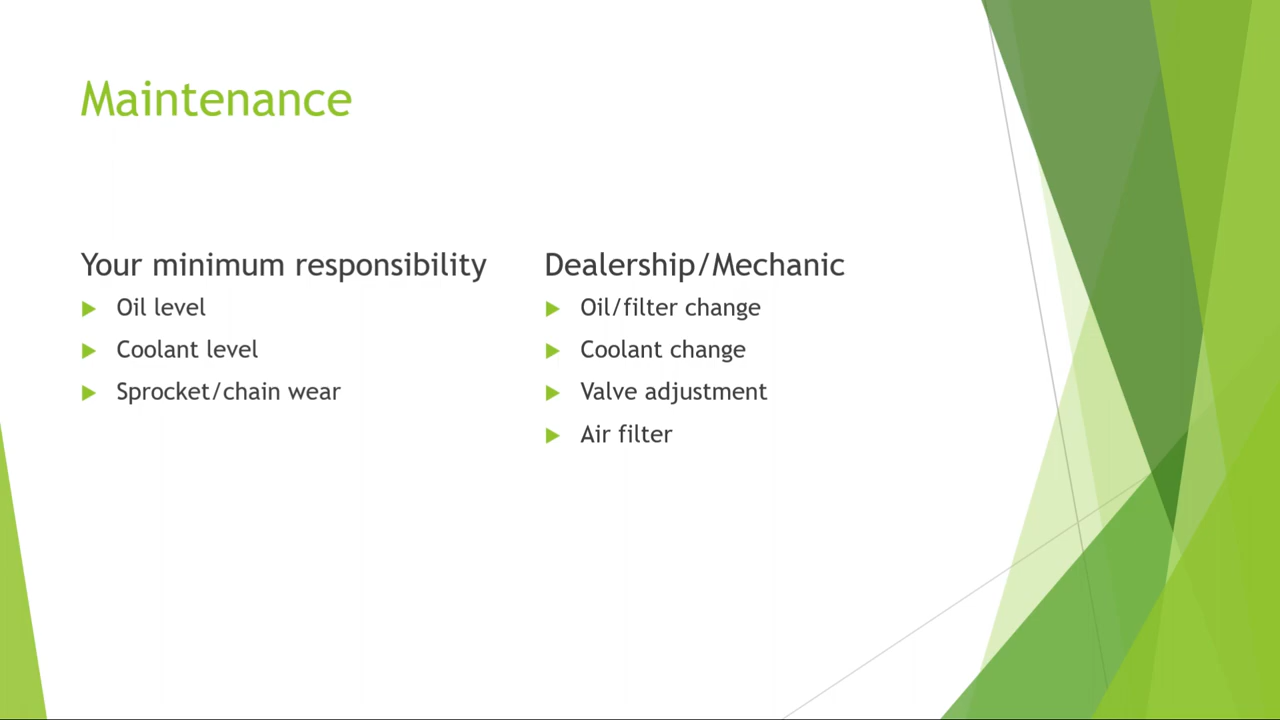 Maintenance
Your minimum responsibility
Oil level
Coolant level
Sprocket/chain wear
Dealership/Mechanic
Oil/filter change
Coolant change
Valve adjustment
Air filter